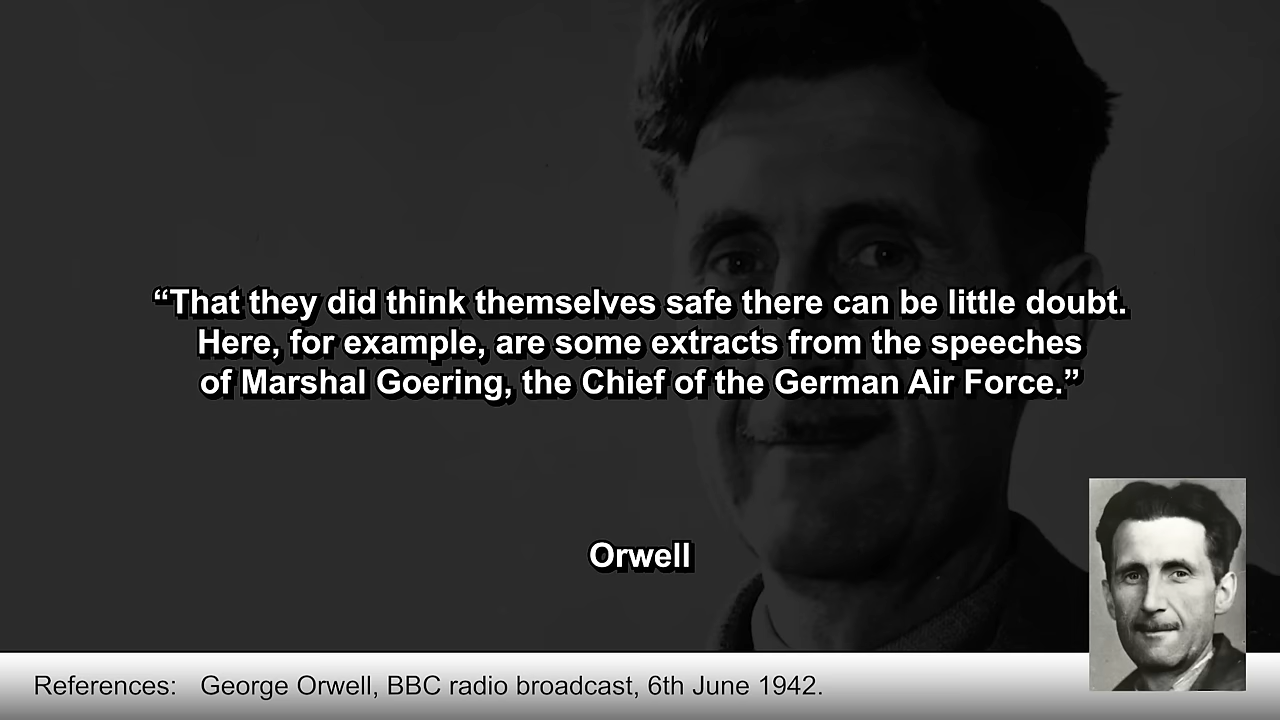 “That they did think themselves safe there can be little doubt.
Here, for example, are some extracts from the speeches
of Marshal Goering, the Chief of the German Air Force.”
Orwell
References: George Orwell, BBC radio broadcast, 6th June 1942.